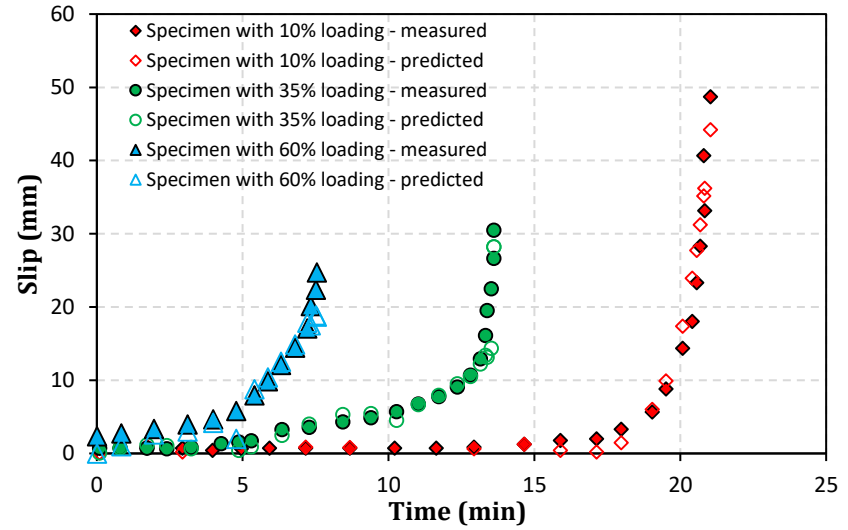 60
50
40
30
20
10
0
Slip (mm)
Specimen with 10% loading - measured
Specimen with 10% loading - predicted
Specimen with 35% loading - measured
Specimen with 35% loading - predicted
Specimen with 60% loading - measured
Specimen with 60% loading - predicted
0 5 10 15 20 25
Time (min)